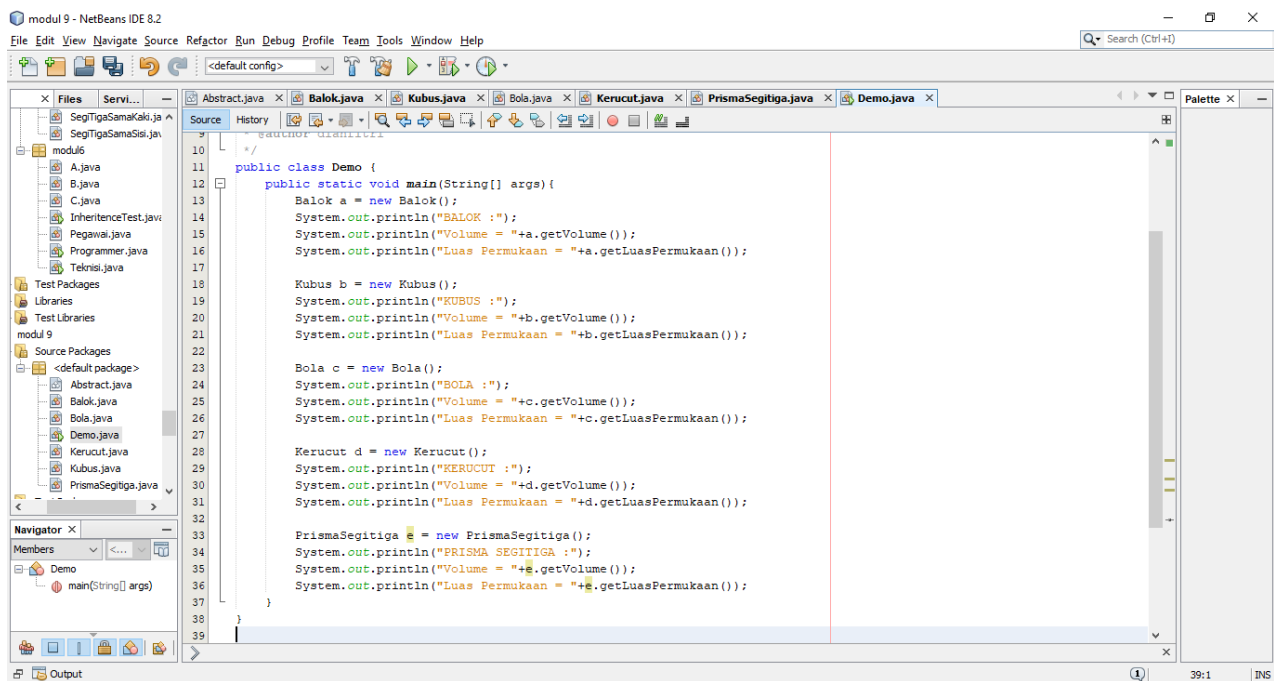 modul 9 - NetBeans IDE 8.2
File Edit View Navigate Source Refactor Run Debug Profile Team Tools Window Help
Search (Ctrl+I)
<default config>
Files Servi...
SegiTigaSamaKaki.ja
SegiTigaSamaSisi.jav
modul6
A.java
B.java
C.java
InheritenceTest.java
Pegawai.java
Programmer.java
Teknisi.java
Test Packages
Libraries
Test Libraries
modul 9
Source Packages
<default package>
Abstract.java
Balok.java
Bola.java
Demo.java
Kerucut.java
Kubus.java
PrismaSegitiga.java
Navigator
Members <...
Demo
main(String[] args)
Output
Abstract.java Balok.java Kubus.java Bola.java Kerucut.java PrismaSegitiga.java Demo.java
Source History
9 * @author dianfitri
10 */
11 public class Demo {
12 public static void main(String[] args){
13 Balok a = new Balok();
14 System.out.println("BALOK :");
15 System.out.println("Volume = "+a.getVolume());
16 System.out.println("Luas Permukaan = "+a.getLuasPermukaan());
17
18 Kubus b = new Kubus();
19 System.out.println("KUBUS :");
20 System.out.println("Volume = "+b.getVolume());
21 System.out.println("Luas Permukaan = "+b.getLuasPermukaan());
22
23 Bola c = new Bola();
24 System.out.println("BOLA :");
25 System.out.println("Volume = "+c.getVolume());
26 System.out.println("Luas Permukaan = "+c.getLuasPermukaan());
27
28 Kerucut d = new Kerucut();
29 System.out.println("KERUCUT :");
30 System.out.println("Volume = "+d.getVolume());
31 System.out.println("Luas Permukaan = "+d.getLuasPermukaan());
32
33 PrismaSegitiga e = new PrismaSegitiga();
34 System.out.println("PRISMA SEGITIGA :");
35 System.out.println("Volume = "+e.getVolume());
36 System.out.println("Luas Permukaan = "+e.getLuasPermukaan());
37 }
38 }
39
Palette
1 39:1 INS